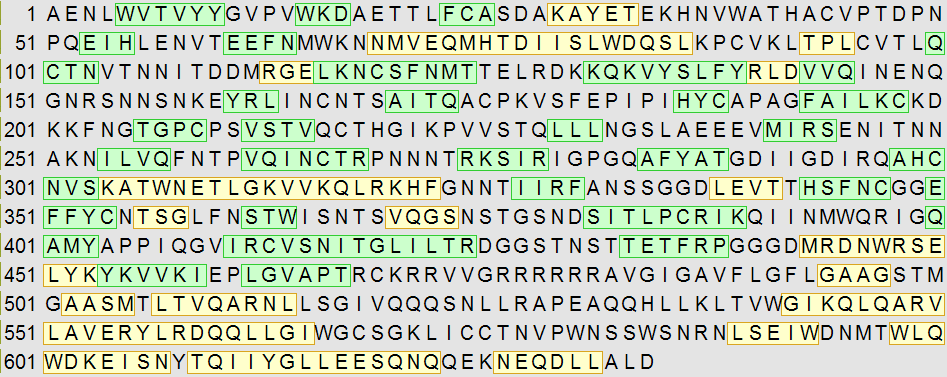 1 AENLWVTVYYGVPVWKDAETTLFCASDAKAYETEKHNVWATHACVPTDPN
51 PQEIHLENVTEEFNMWKNNMVEQMHTDIISLWDQSLKPCVKLTPLCVTLQ
101 CTNVTNNITDDMRGELKNCSFNMTTELRDKKQKVYSLFYRLDVVQINENQ
151 GNRSNNSNKEYRLINCNTSAITQACPKVSFEPIPIHYCAPAGFAILKCKD
201 KKFNGTGPCPSVSTVQCTHGIKPVVSTQLLLNGSLAEEEVMIRSENITNN
251 AKNILVQFNTPVQINCTRPNNNTRKSIRIGPGQAFYATGDIIGDIRQAHC
301 NVSKATWNETLGKVVKQLRKHFGNNTIIRFANSSGGDLEVTTHSFNCGGE
351 FFYCNTSGLFNSTWISNTSVQGSNSTGSNDSITLPCRIKQIINMWQRIGQ
401 AMYAPPIQGVIRCVSNITGLILTRDGGSTNSTTETFRPGGGDMRDNWRSE
451 LYKYKVVKIEPLGVAPTRCKRRVVGRRRRRRAVGIGAVFLGFLGAAGSTM
501 GAASMTLTVQARNLLSGIVQQQSNLLRAPEAQQHLLKLTVWGIKQLQARV
551 LAVERYLRDQQLLGIWGCSGKLICCTNVPWNSSWSNRNLSEIWDNMTWLQ
601 WDKEISNYTQIIYGLLEESQNQQEKNEQDLLALD